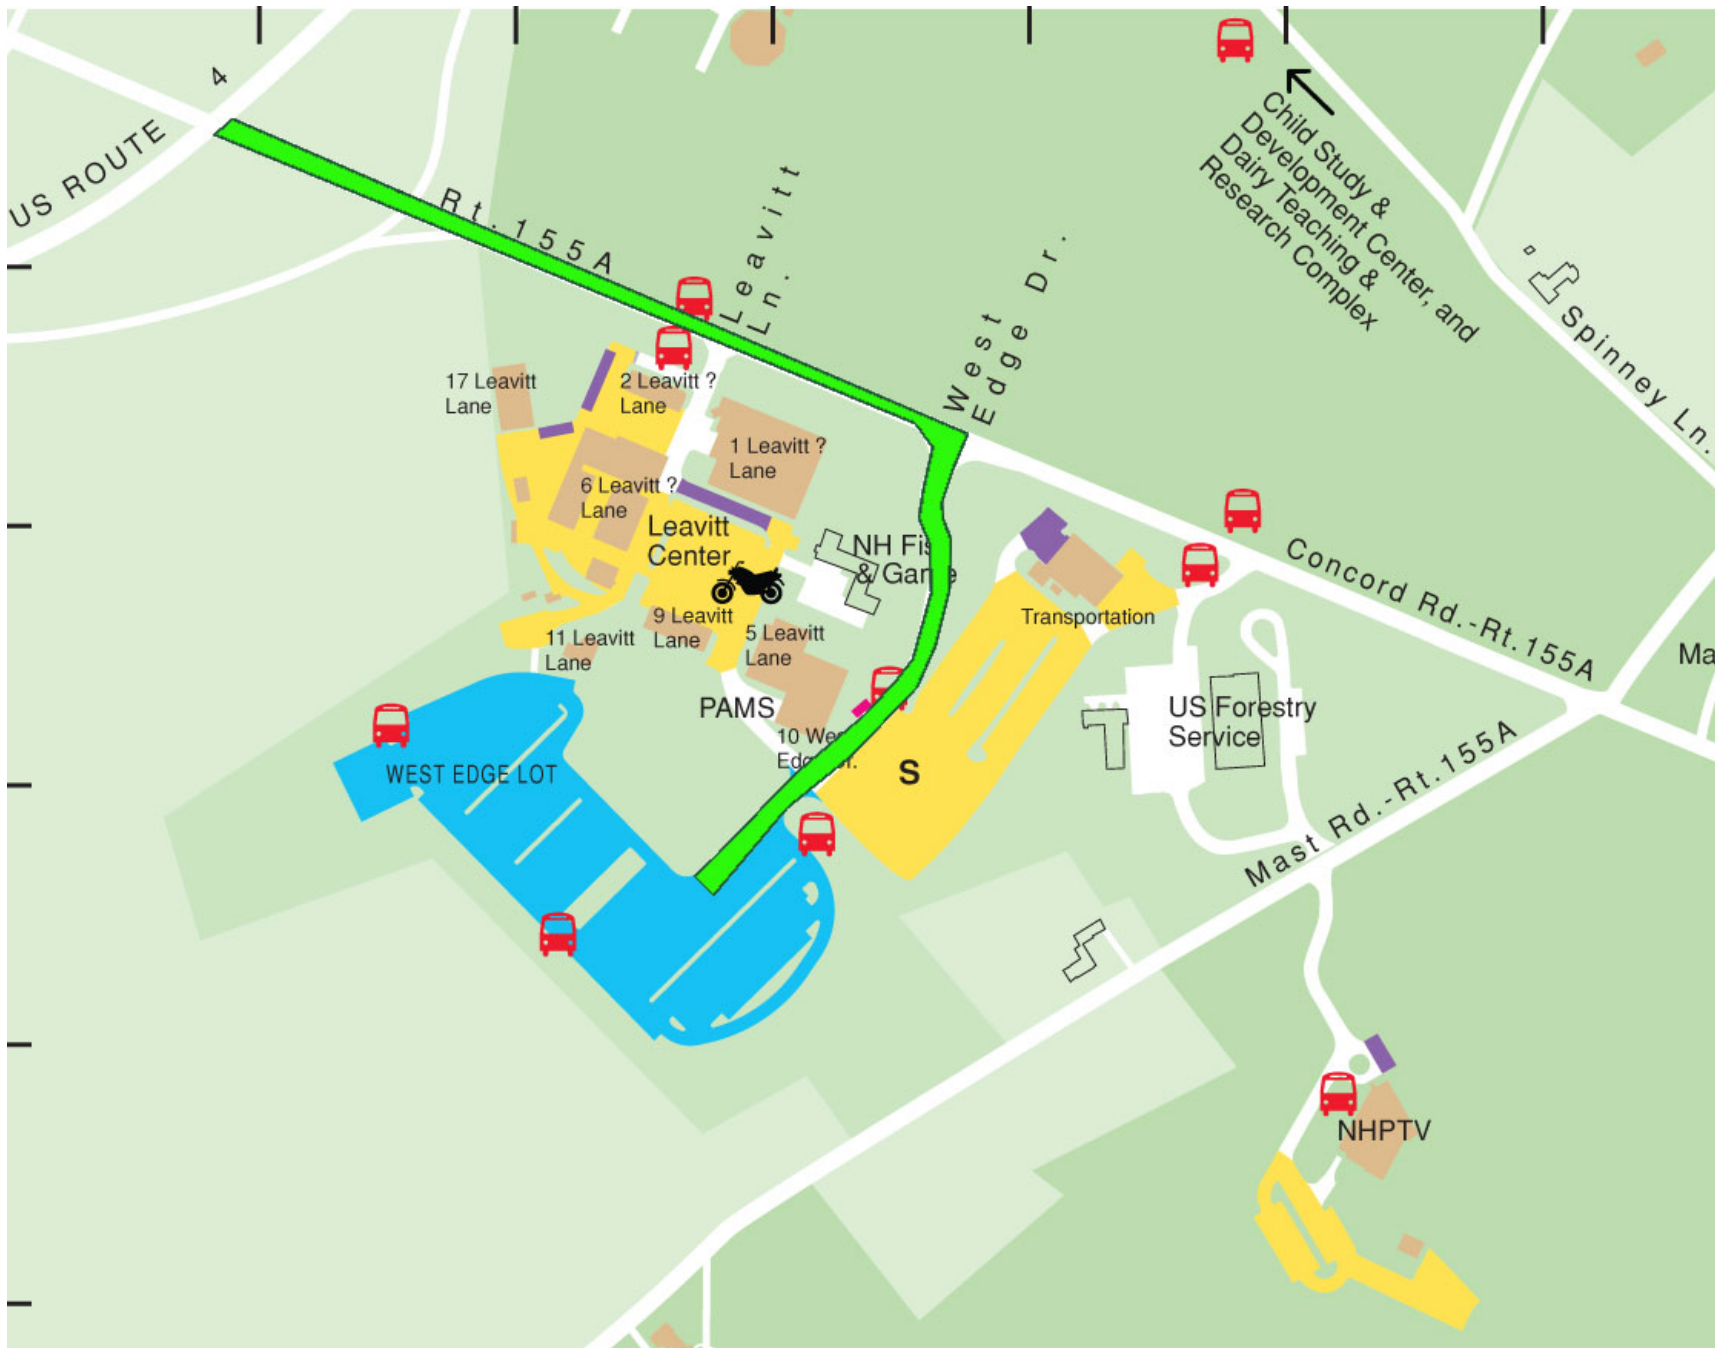 4
US ROUTE
Rt. 155A
Leavitt
Ln.
West
Edge Dr.
Child Study &
Development Center, and
Dairy Teaching &
Research Complex
Spinney Ln.
17 Leavitt
Lane
2 Leavitt ?
Lane
1 Leavitt ?
Lane
6 Leavitt ?
Lane
Leavitt
Center
NH Fis
& Game
Transportation
Concord Rd.-Rt.155A
9 Leavitt
Lane
5 Leavitt
Lane
11 Leavitt
Lane
Ma
PAMS
US Forestry
Service
10 We
WEST EDGE LOT
S
Mast Rd.-Rt.155A
NHPTV